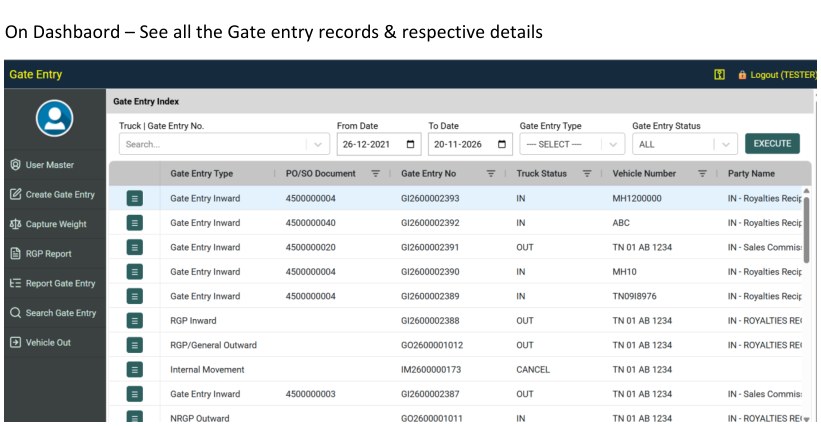 On Dashbaord – See all the Gate entry records & respective details
Gate Entry
Logout (TESTER)
User Master
Create Gate Entry
Capture Weight
RGP Report
Report Gate Entry
Search Gate Entry
Vehicle Out
Gate Entry Index
Truck | Gate Entry No. From Date To Date Gate Entry Type Gate Entry Status
Search... 26-12-2021 20-11-2026 --- SELECT --- ALL EXECUTE
Gate Entry Type PO/SO Document Gate Entry No Truck Status Vehicle Number Party Name
Gate Entry Inward 4500000004 GI2600002393 IN MH1200000 IN - Royalties Recip
Gate Entry Inward 4500000040 GI2600002392 IN ABC IN - Royalties Recip
Gate Entry Inward 4500000020 GI2600002391 OUT TN 01 AB 1234 IN - Sales Commis
Gate Entry Inward 4500000004 GI2600002390 IN MH10 IN - Royalties Recip
Gate Entry Inward 4500000004 GI2600002389 IN TN09I8976 IN - Royalties Recip
RGP Inward GI2600002388 OUT TN 01 AB 1234 IN - ROYALTIES RE
RGP/General Outward GO2600001012 OUT TN 01 AB 1234 IN - ROYALTIES RE
Internal Movement IM2600000173 CANCEL TN 01 AB 1234
Gate Entry Inward 4500000003 GI2600002387 OUT TN 01 AB 1234 IN - Sales Commis
NRGP Outward GO2600001011 IN TN 01 AB 1234 IN - ROYALTIES RE